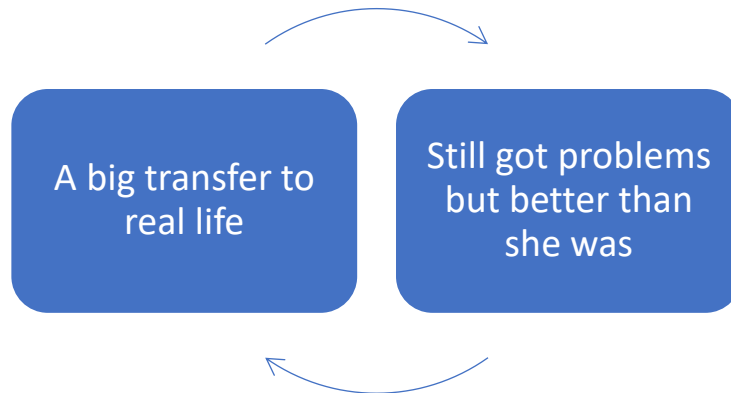 A big transfer to
real life
Still got problems
but better than
she was